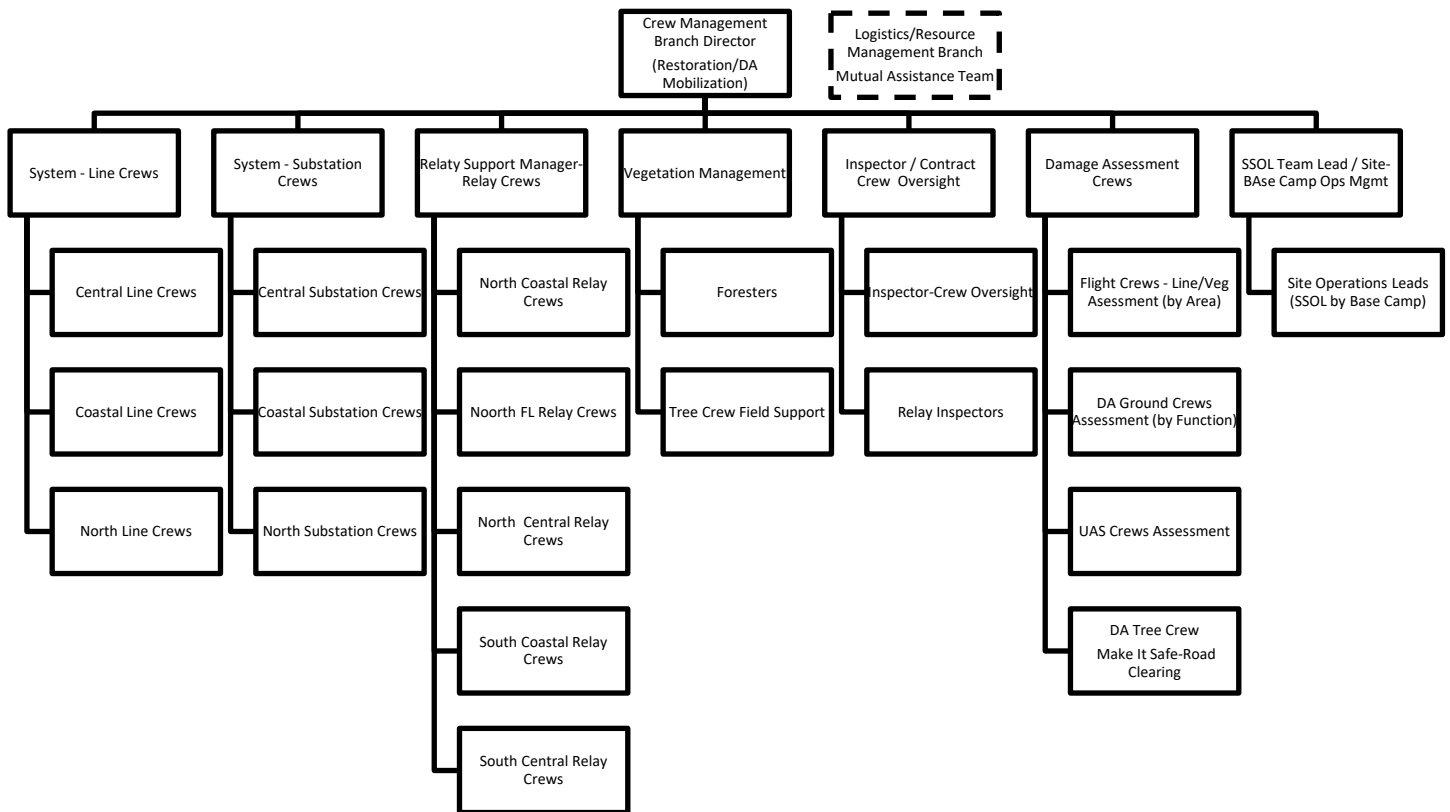 Crew Management
Branch Director
(Restoration/DA
Mobilization)
Logistics/Resource
Management Branch
Mutual Assistance Team
System - Line Crews
System - Substation
Crews
Relaty Support Manager-
Relay Crews
Vegetation Management
Inspector / Contract
Crew Oversight
Damage Assessment
Crews
SSOL Team Lead / Site-
BAse Camp Ops Mgmt
Central Line Crews
Coastal Line Crews
North Line Crews
Central Substation Crews
Coastal Substation Crews
North Substation Crews
North Coastal Relay
Crews
Noorth FL Relay Crews
North Central Relay
Crews
South Coastal Relay
Crews
South Central Relay
Crews
Foresters
Tree Crew Field Support
Inspector-Crew Oversight
Relay Inspectors
Flight Crews - Line/Veg
Asessment (by Area)
DA Ground Crews
Assessment (by Function)
UAS Crews Assessment
DA Tree Crew
Make It Safe-Road
Clearing
Site Operations Leads
(SSOL by Base Camp)